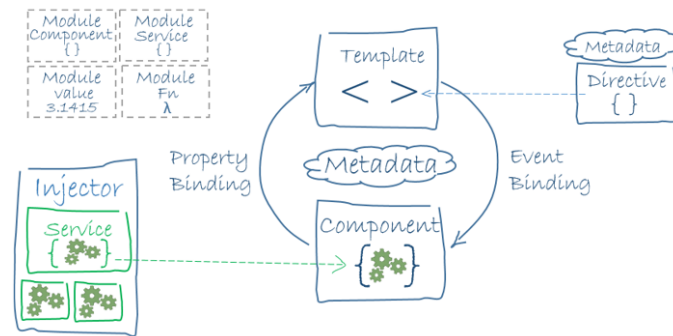 Module
Component
{ }
Module
Service
{ }
Module
value
3.1415
Module
Fn
λ
Template
< >
Metadata
Directive
{ }
Property
Binding
Metadata
Event
Binding
Injector
Service
{ }
Component
{ }